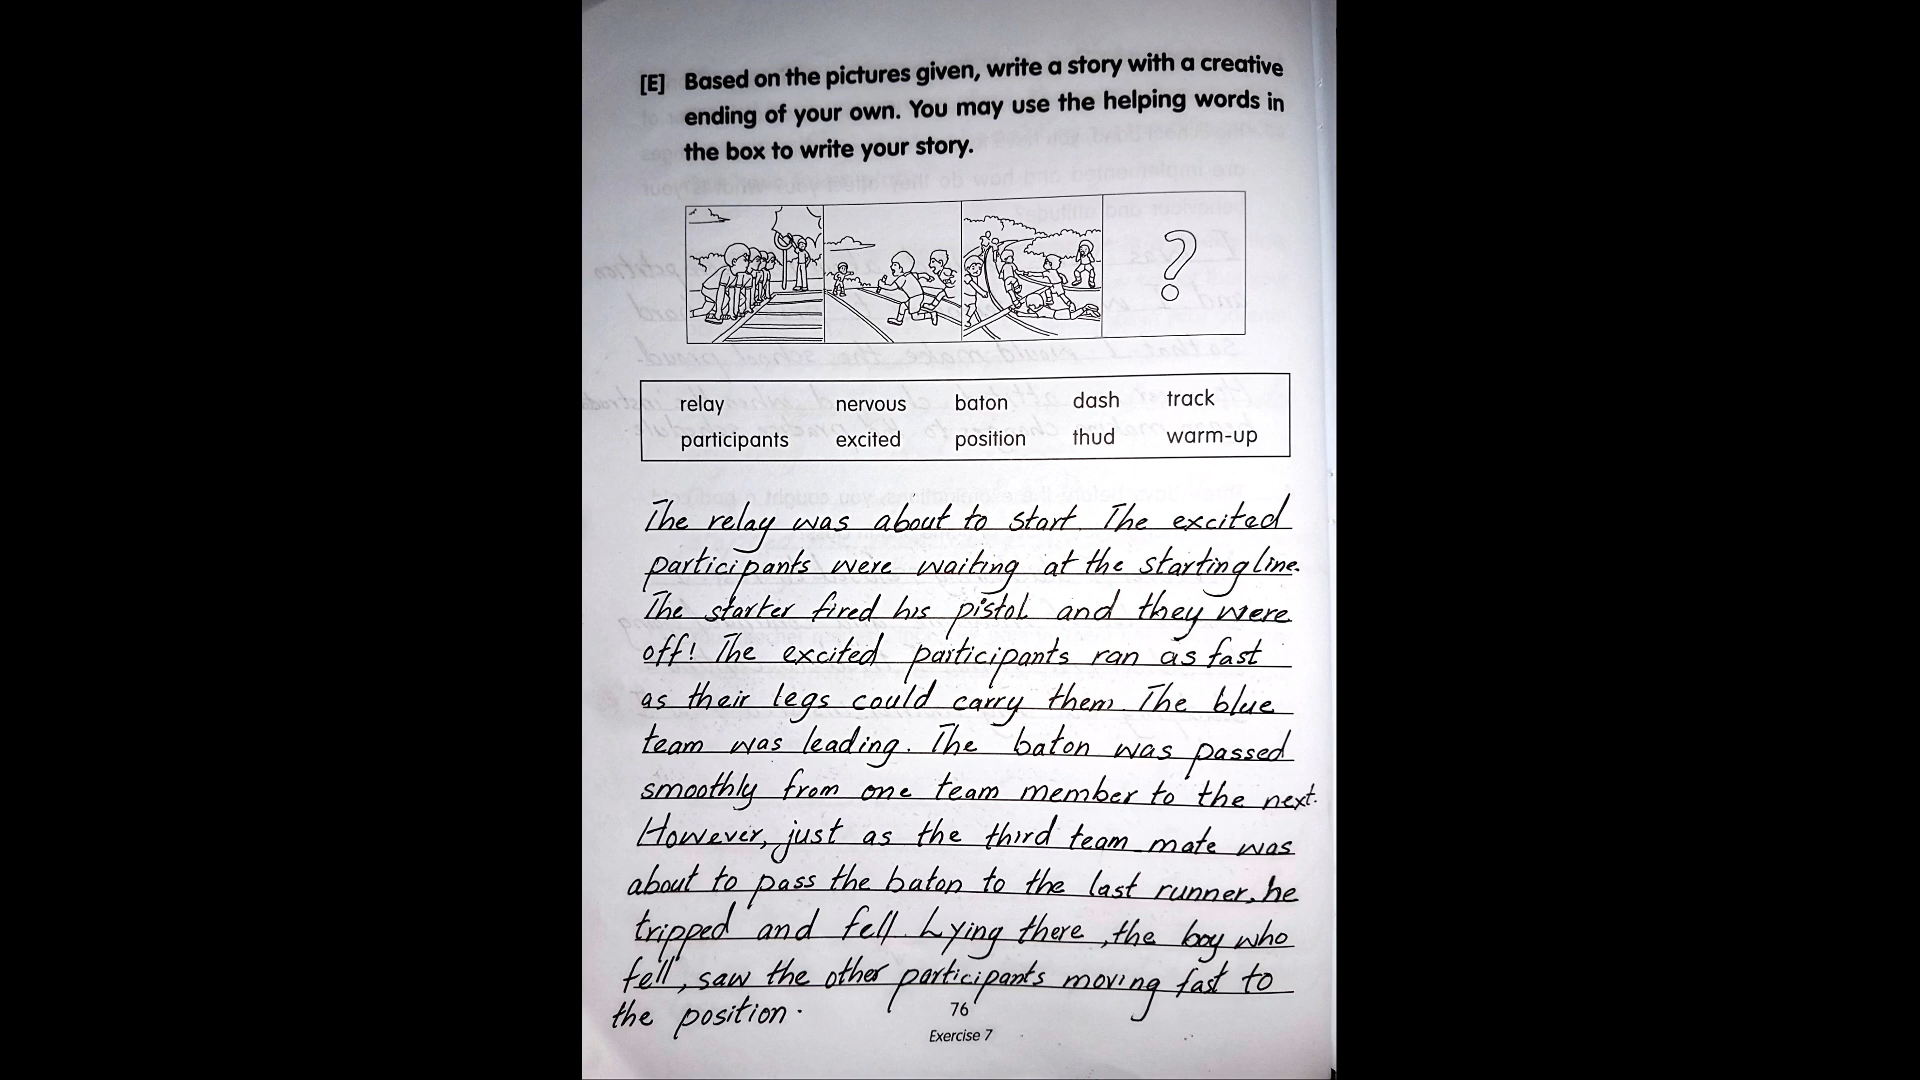 [E] Based on the pictures given, write a story with a creative
ending of your own. You may use the helping words in
the box to write your story.
?
relay nervous baton dash track
participants excited position thud warm-up
The relay was about to start. The excited
participants were waiting at the starting line.
The starter fired his pistol and they were
off! The excited participants ran as fast
as their legs could carry them. The blue
team was leading. The baton was passed
smoothly from one team member to the next.
However, just as the third team mate was
about to pass the baton to the last runner, he
tripped and fell. Lying there, the boy who
fell, saw the other participants moving fast to
the position.
76
Exercise 7